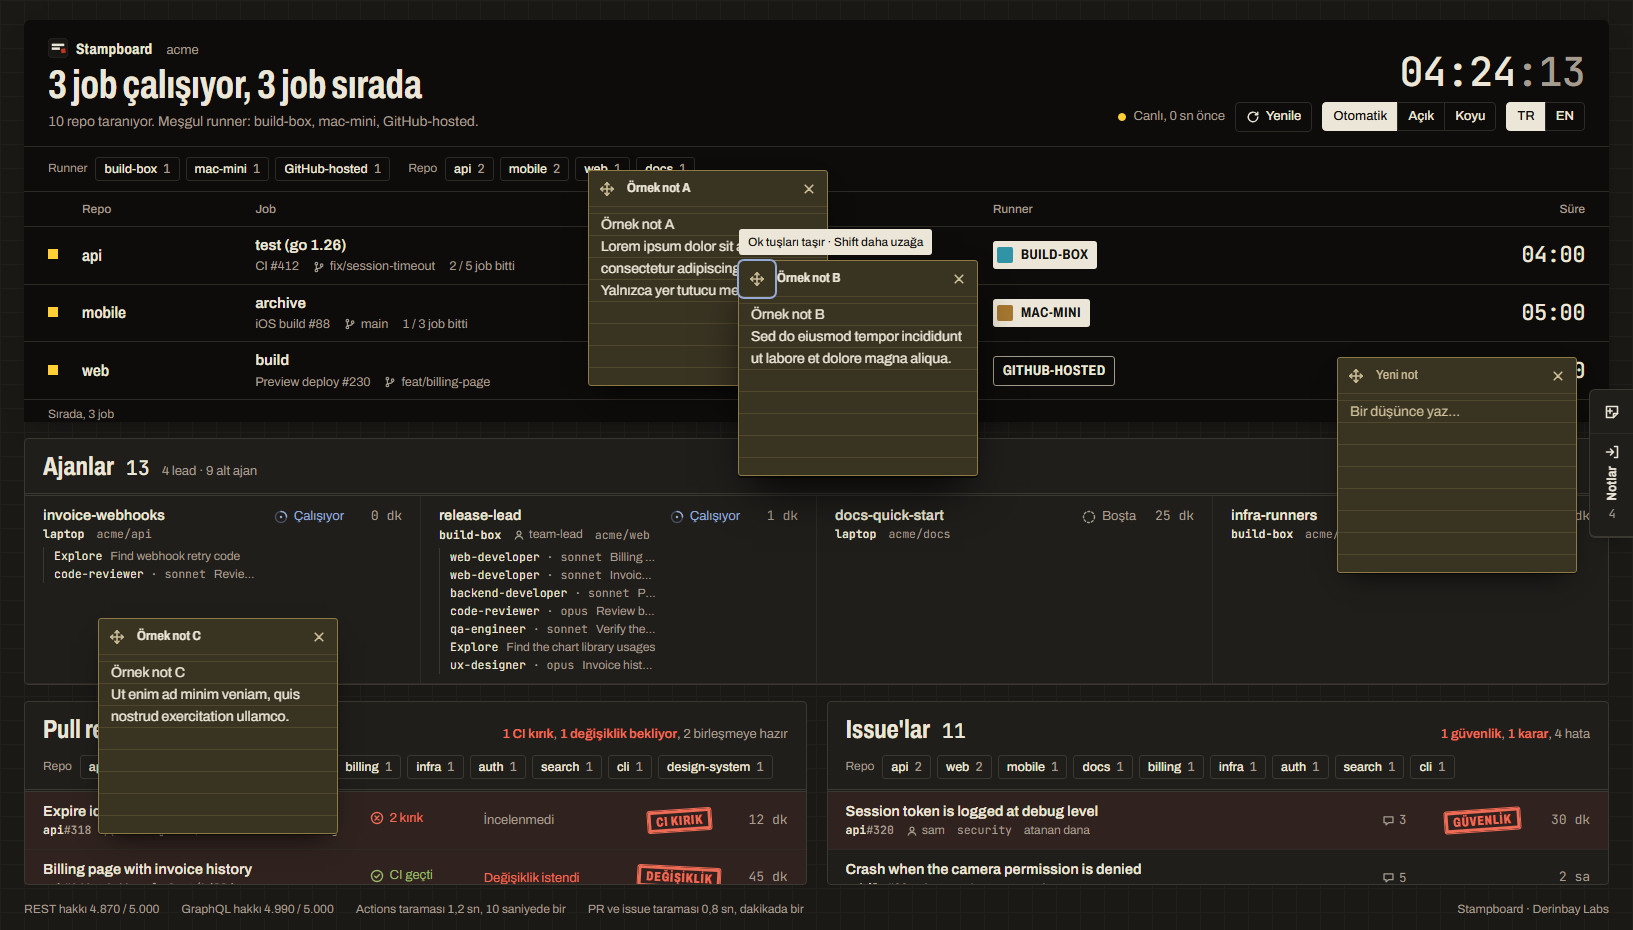 Stampboard acme
3 job çalışıyor, 3 job sırada
10 repo taranıyor. Meşgul runner: build-box, mac-mini, GitHub-hosted.
04:24:13
Canlı, 0 sn önce
Yenile
Otomatik Açık Koyu
TR EN
Runner build-box 1 mac-mini 1 GitHub-hosted 1 Repo api 2 mobile 2 web 1 docs 1
Repo Job Runner Süre
api
test (go 1.26)
CI #412 fix/session-timeout 2 / 5 job bitti
BUILD-BOX
04:00
mobile
archive
iOS build #88 main 1 / 3 job bitti
MAC-MINI
05:00
web
build
Preview deploy #230 feat/billing-page
GITHUB-HOSTED
Sırada, 3 job
Örnek not A
Örnek not A
Lorem ipsum dolor sit
consectetur adipiscing
Yalnızca yer tutucu
Ok tuşları taşır · Shift daha uzağa
Örnek not B
Örnek not B
Sed do eiusmod tempor incididunt
ut labore et dolore magna aliqua.
Yeni not
Bir düşünce yaz...
Notlar
4
Ajanlar 13 4 lead · 9 alt ajan
invoice-webhooks Çalışıyor 0 dk
laptop acme/api
Explore Find webhook retry code
code-reviewer · sonnet Revie...
release-lead Çalışıyor 1 dk
build-box team-lead acme/web
web-developer · sonnet Billing ...
web-developer · sonnet Invoic...
backend-developer · sonnet P...
code-reviewer · opus Review b...
qa-engineer · sonnet Verify the...
Explore Find the chart library usages
ux-designer · opus Invoice hist...
docs-quick-start Boşta 25 dk
laptop acme/docs
infra-runners dk
build-box acme/
Örnek not C
Örnek not C
Ut enim ad minim veniam, quis
nostrud exercitation ullamco.
Pull 1 CI kırık, 1 değişiklik bekliyor, 2 birleşmeye hazır
Repo billing 1 infra 1 auth 1 search 1 cli 1 design-system 1
Expire
api#318
2 kırık İncelenmedi CI KIRIK 12 dk
Billing page with invoice history
CI geçti Değişiklik istendi DEĞİŞİKLİK 45 dk
Issue'lar 11 1 güvenlik, 1 karar, 4 hata
Repo api 2 web 2 mobile 1 docs 1 billing 1 infra 1 auth 1 search 1 cli 1
Session token is logged at debug level
api#320 sam security atanan dana
3 GÜVENLİK 30 dk
Crash when the camera permission is denied
5 2 sa
REST hakkı 4.870 / 5.000 GraphQL hakkı 4.990 / 5.000 Actions taraması 1,2 sn, 10 saniyede bir PR ve issue taraması 0,8 sn, dakikada bir
Stampboard · Derinbay Labs